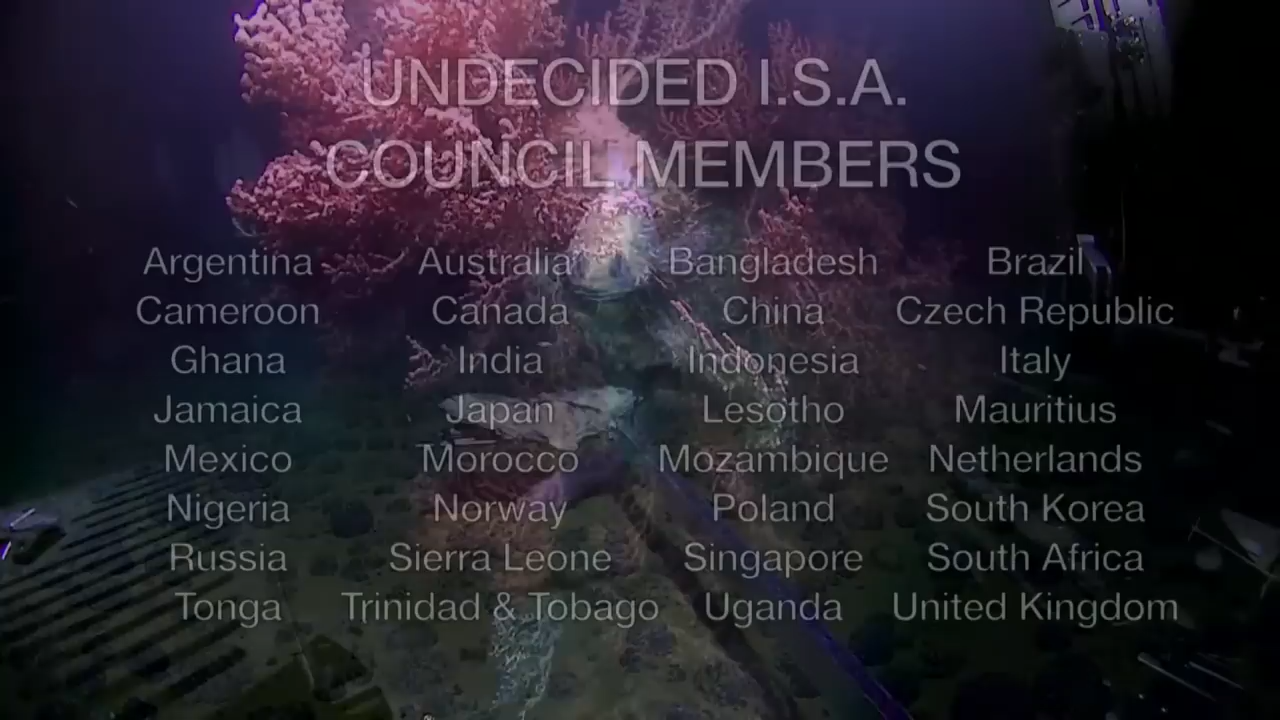 UNDECIDED I.S.A.
COUNCIL MEMBERS
Argentina Australia Bangladesh Brazil
Cameroon Canada China Czech Republic
Ghana India Indonesia Italy
Jamaica Japan Lesotho Mauritius
Mexico Morocco Mozambique Netherlands
Nigeria Norway Poland South Korea
Russia Sierra Leone Singapore South Africa
Tonga Trinidad & Tobago Uganda United Kingdom